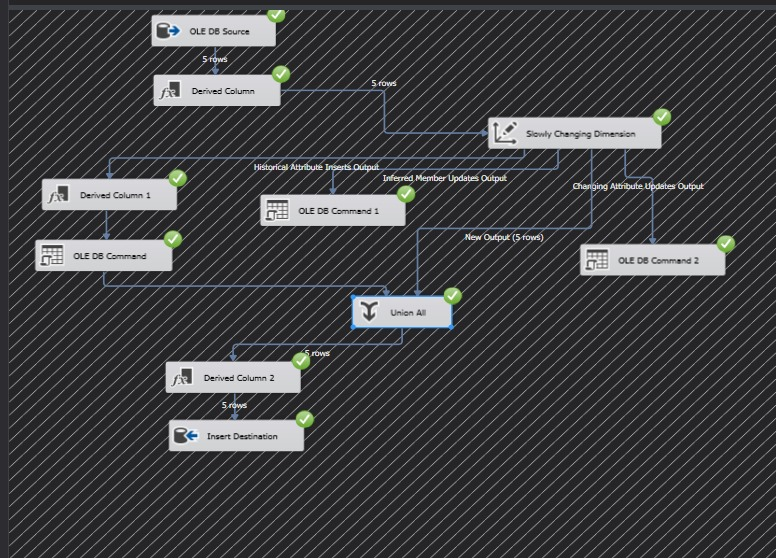 OLE DB Source
5 rows
Derived Column
5 rows
Slowly Changing Dimension
Historical Attribute Inserts Output
Inferred Member Updates Output
Changing Attribute Updates Output
fx Derived Column 1
OLE DB Command 1
New Output (5 rows)
OLE DB Command
OLE DB Command 2
Union All
5 rows
fx Derived Column 2
5 rows
Insert Destination